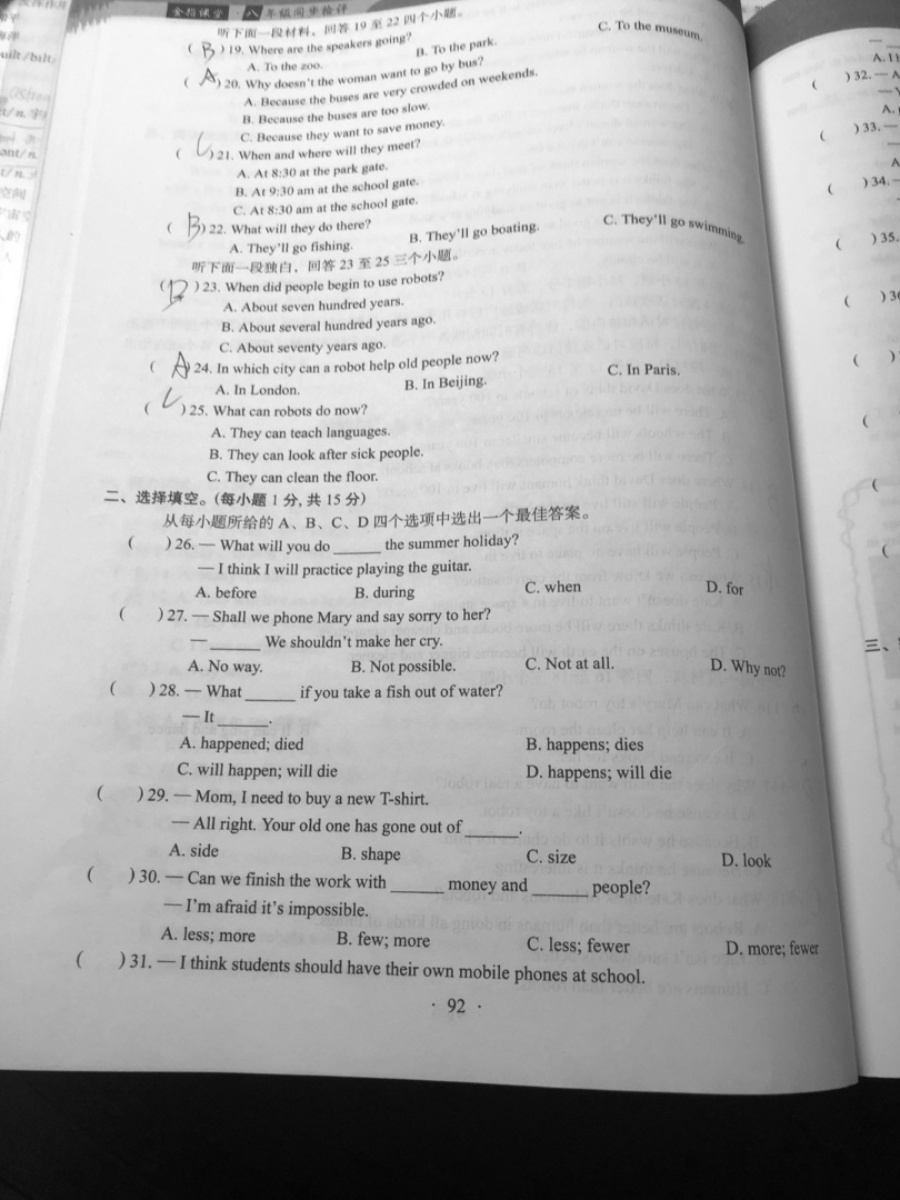 金指课堂 · 八年级同步检评
听下面一段材料，回答 19 至 22 四个小题。
( B ) 19. Where are the speakers going?
A. To the zoo. B. To the park. C. To the museum.
( A ) 20. Why doesn't the woman want to go by bus?
A. Because the buses are very crowded on weekends.
B. Because the buses are too slow.
C. Because they want to save money.
( C ) 21. When and where will they meet?
A. At 8:30 at the park gate.
B. At 9:30 am at the school gate.
C. At 8:30 am at the school gate.
( B ) 22. What will they do there?
A. They'll go fishing. B. They'll go boating. C. They'll go swimming.
听下面一段独白，回答 23 至 25 三个小题。
( B ) 23. When did people begin to use robots?
A. About seven hundred years.
B. About several hundred years ago.
C. About seventy years ago.
( A ) 24. In which city can a robot help old people now?
A. In London. B. In Beijing. C. In Paris.
( C ) 25. What can robots do now?
A. They can teach languages.
B. They can look after sick people.
C. They can clean the floor.
二、选择填空。(每小题 1 分, 共 15 分)
从每小题所给的 A、B、C、D 四个选项中选出一个最佳答案。
( ) 26. — What will you do ______ the summer holiday?
— I think I will practice playing the guitar.
A. before B. during C. when D. for
( ) 27. — Shall we phone Mary and say sorry to her?
— ______ We shouldn't make her cry.
A. No way. B. Not possible. C. Not at all. D. Why not?
( ) 28. — What ______ if you take a fish out of water?
— It ______.
A. happened; died B. happens; dies
C. will happen; will die D. happens; will die
( ) 29. — Mom, I need to buy a new T-shirt.
— All right. Your old one has gone out of ______.
A. side B. shape C. size D. look
( ) 30. — Can we finish the work with ______ money and ______ people?
— I'm afraid it's impossible.
A. less; more B. few; more C. less; fewer D. more; fewer
( ) 31. — I think students should have their own mobile phones at school.
· 92 ·
( ) 32. — A
( ) 33. —
A
( ) 34. —
( ) 35.
三、